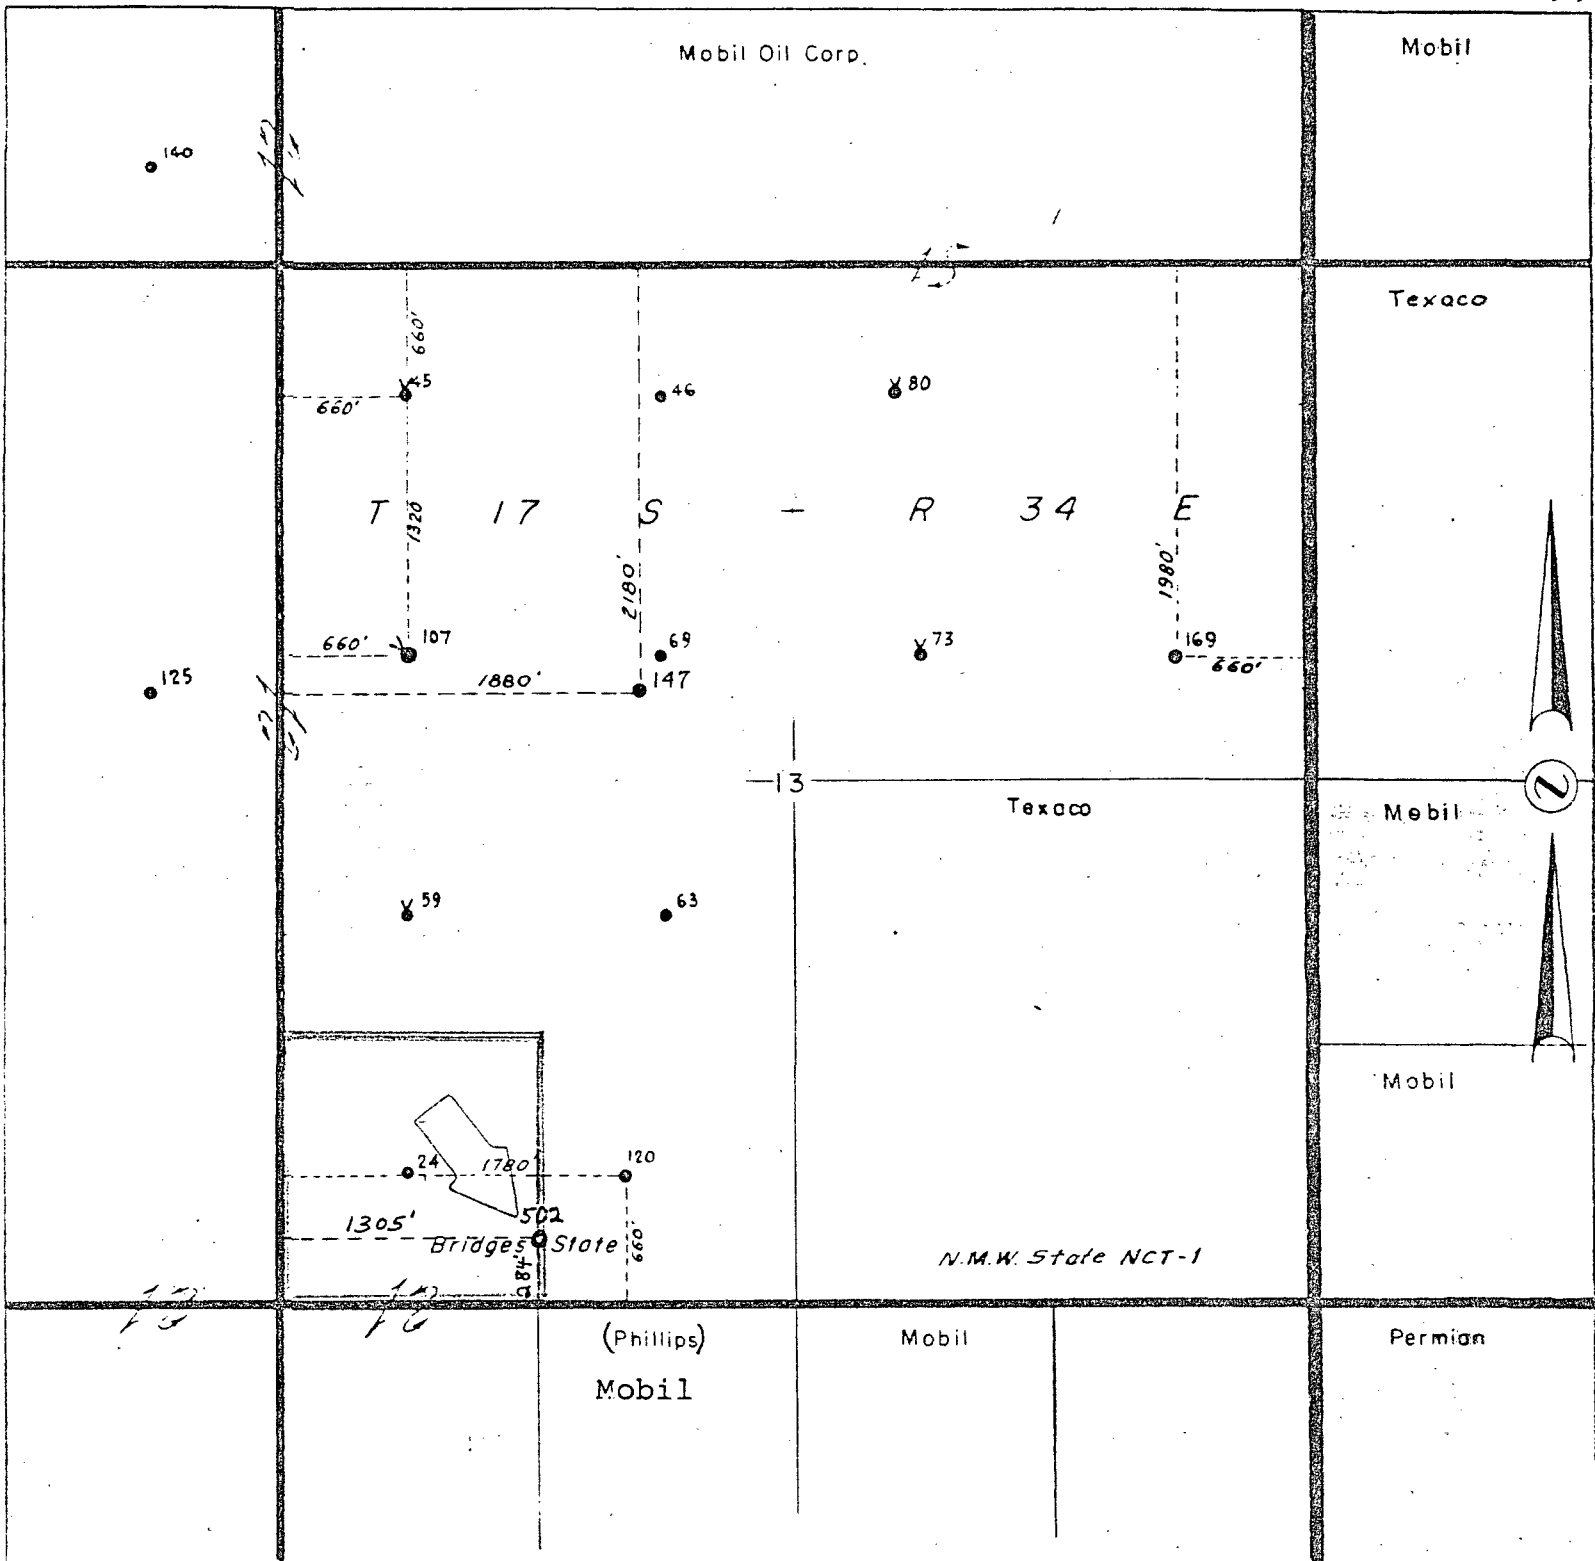 Mobil Oil Corp.
Mobil
140
Texaco
660'
45
660'
46
80
T 17 S - R 34 E
1320
2180'
1980'
660'
107
69
73
169
660'
125
1880'
147
13
Texaco
Mobil
59
63
Mobil
24
1780'
120
1305'
502
Bridges State
284'
660'
N.M.W. State NCT-1
(Phillips)
Mobil
Permian
Mobil